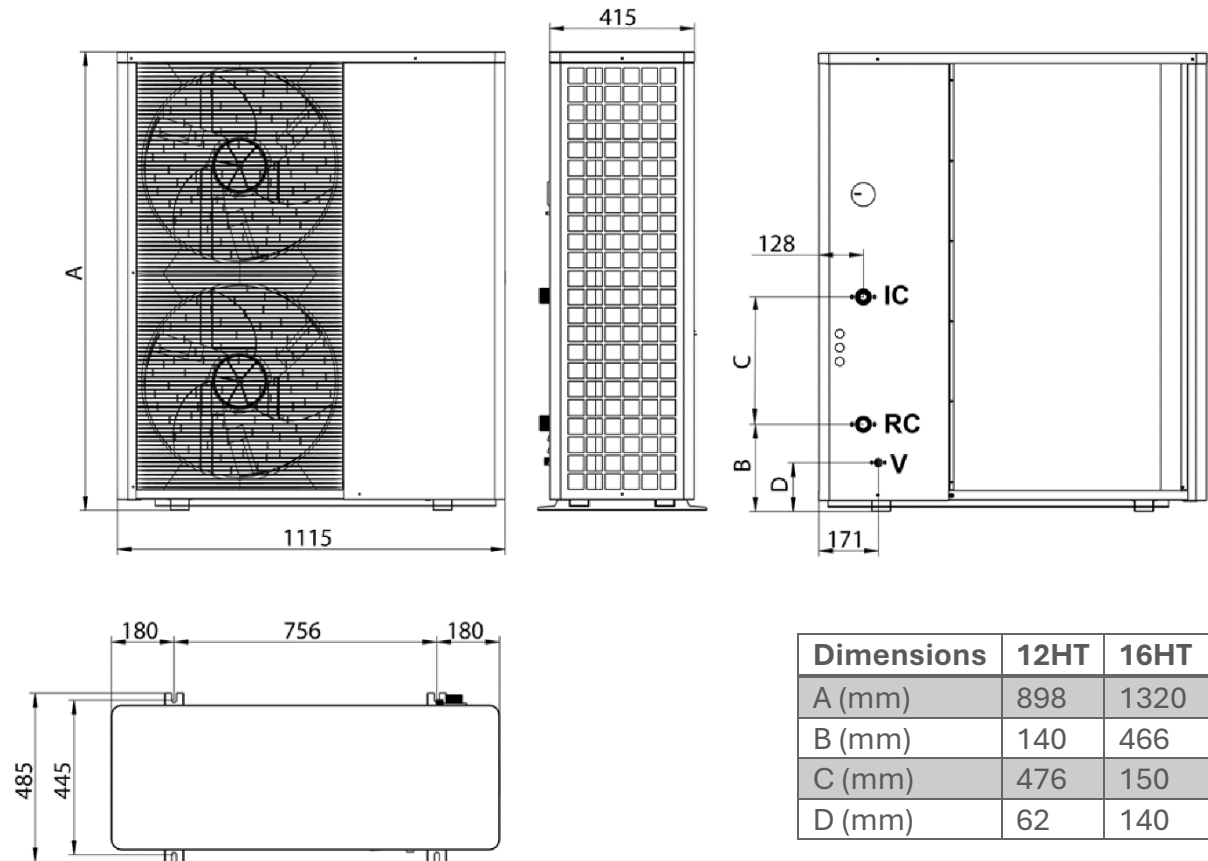 415
A
1115
128
IC
C
RC
B
V
D
171
180 756 180
485
445
Dimensions 12HT 16HT
A (mm) 898 1320
B (mm) 140 466
C (mm) 476 150
D (mm) 62 140